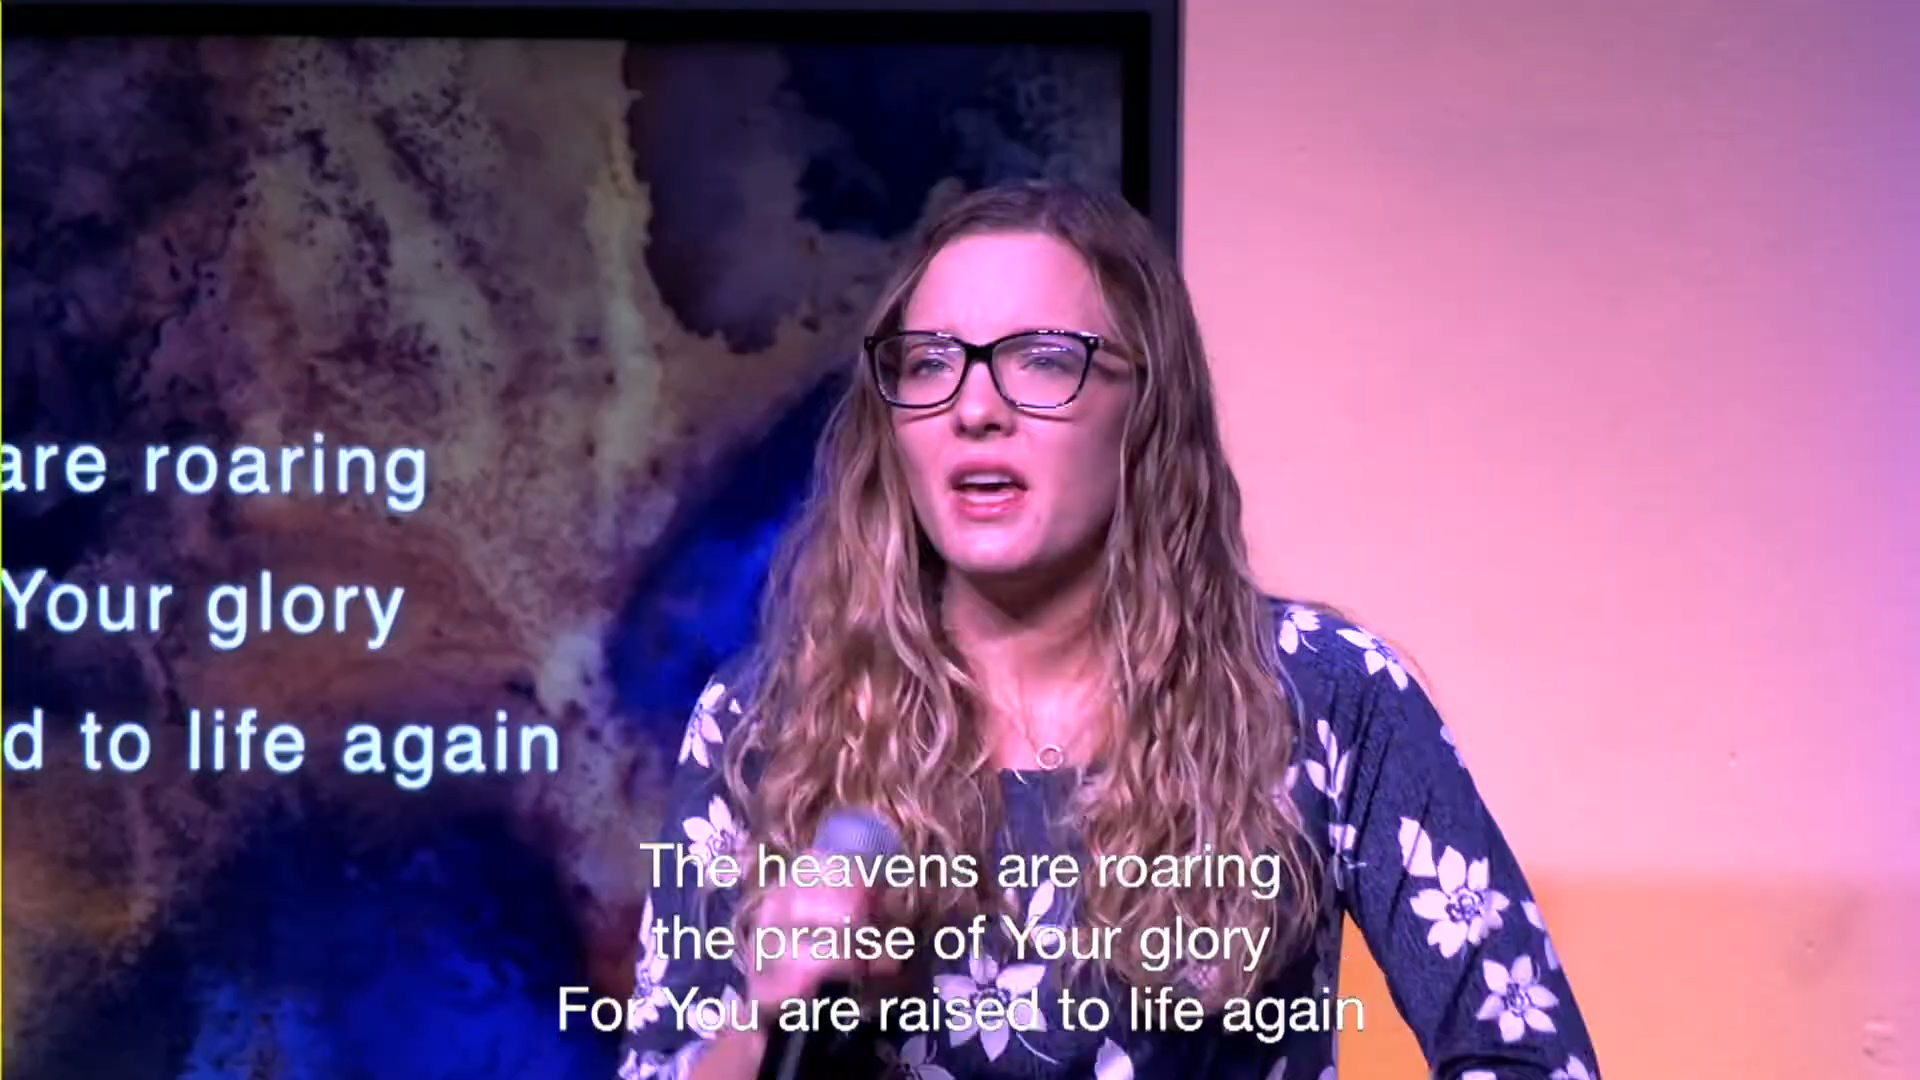 are roaring
Your glory
d to life again
The heavens are roaring
the praise of Your glory
For You are raised to life again